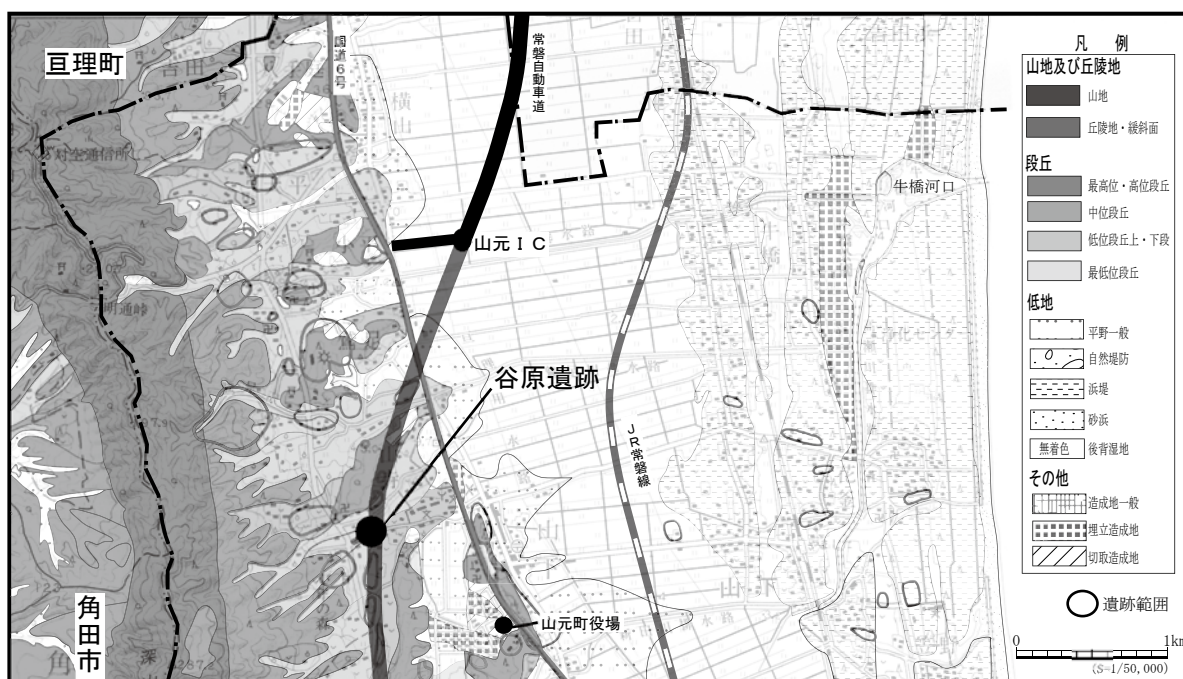 亘理町
国道6号
常磐自動車道
吉田
横山
牛橋河口
山元IC
谷原遺跡
JR常磐線
山元町役場
角田市
凡 例
山地及び丘陵地
山地
丘陵地・緩斜面
段丘
最高位・高位段丘
中位段丘
低位段丘上・下段
最低位段丘
低地
平野一般
自然堤防
浜堤
砂浜
無着色 後背湿地
その他
造成地一般
埋立造成地
切取造成地
遺跡範囲
0 1km
(S=1/50,000)